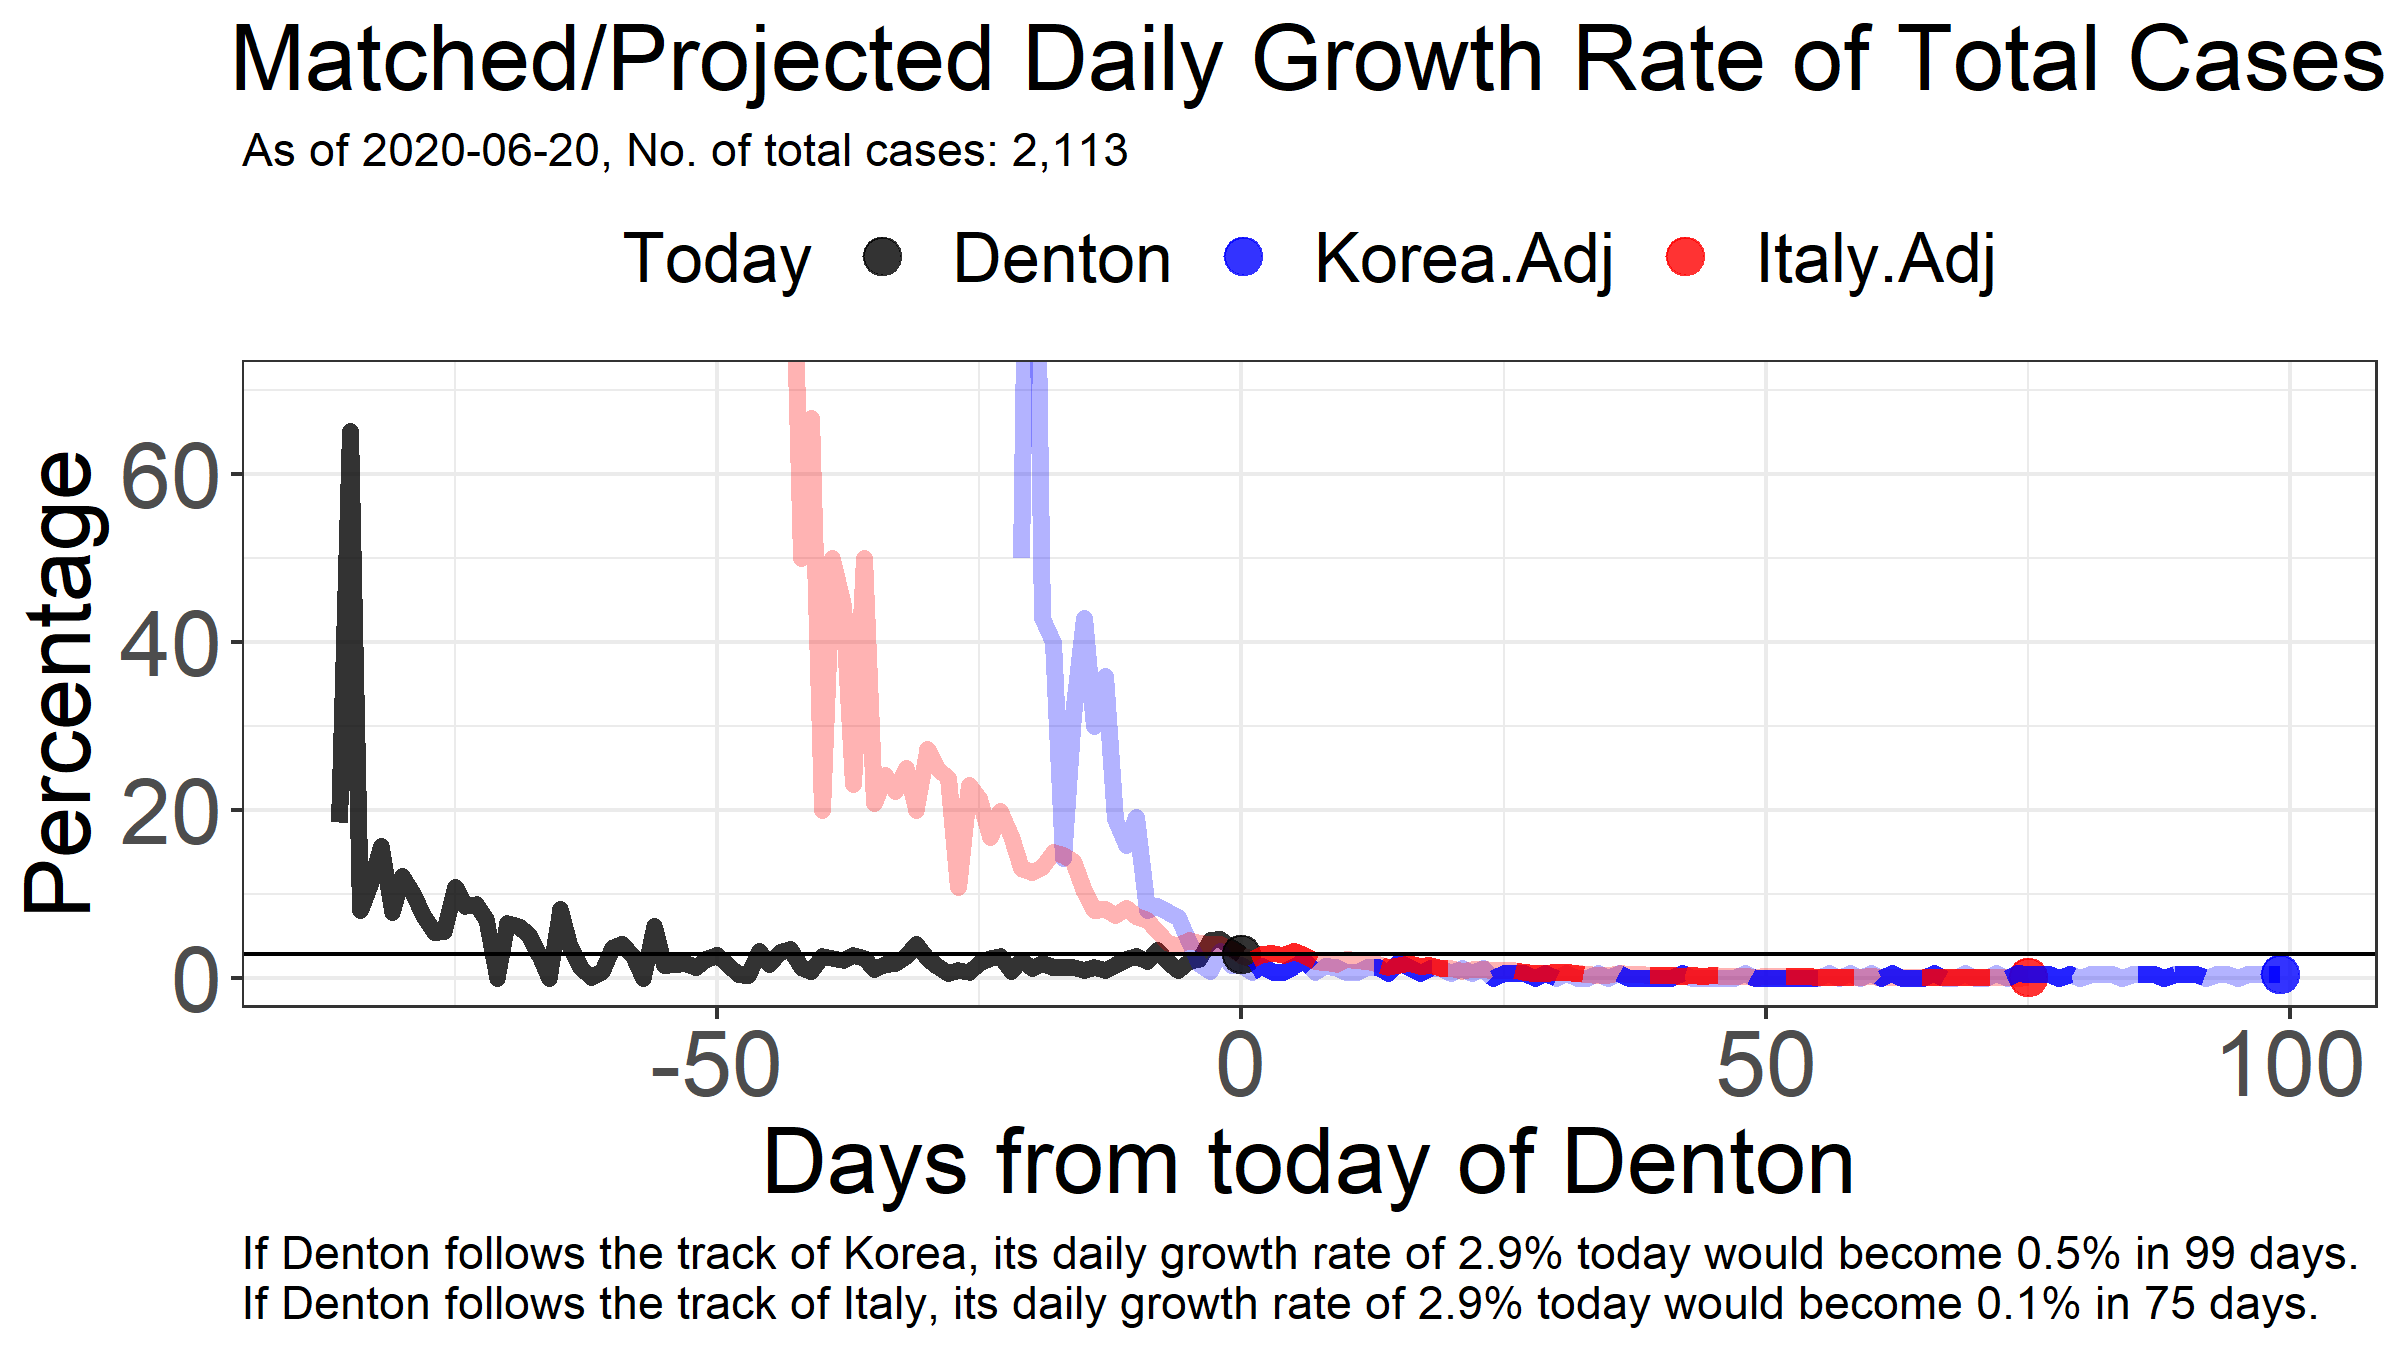 Matched/Projected Daily Growth Rate of Total Cases
As of 2020-06-20, No. of total cases: 2,113
Today Denton Korea.Adj Italy.Adj
Percentage
60
40
20
0
-50 0 50 100
Days from today of Denton
If Denton follows the track of Korea, its daily growth rate of 2.9% today would become 0.5% in 99 days.
If Denton follows the track of Italy, its daily growth rate of 2.9% today would become 0.1% in 75 days.